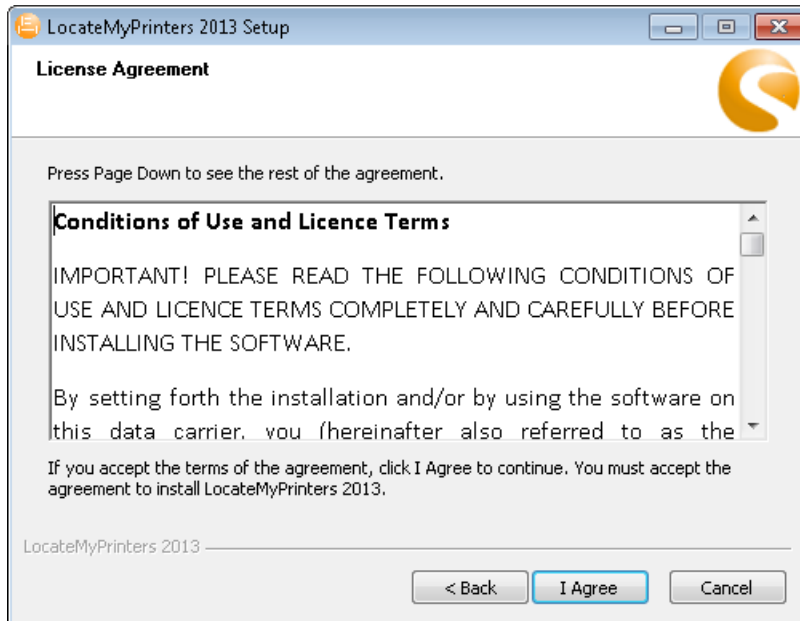 LocateMyPrinters 2013 Setup
License Agreement
Press Page Down to see the rest of the agreement.
Conditions of Use and Licence Terms
IMPORTANT! PLEASE READ THE FOLLOWING CONDITIONS OF
USE AND LICENCE TERMS COMPLETELY AND CAREFULLY BEFORE
INSTALLING THE SOFTWARE.
By setting forth the installation and/or by using the software on
this data carrier, you (hereinafter also referred to as the
If you accept the terms of the agreement, click I Agree to continue. You must accept the
agreement to install LocateMyPrinters 2013.
LocateMyPrinters 2013
< Back I Agree Cancel